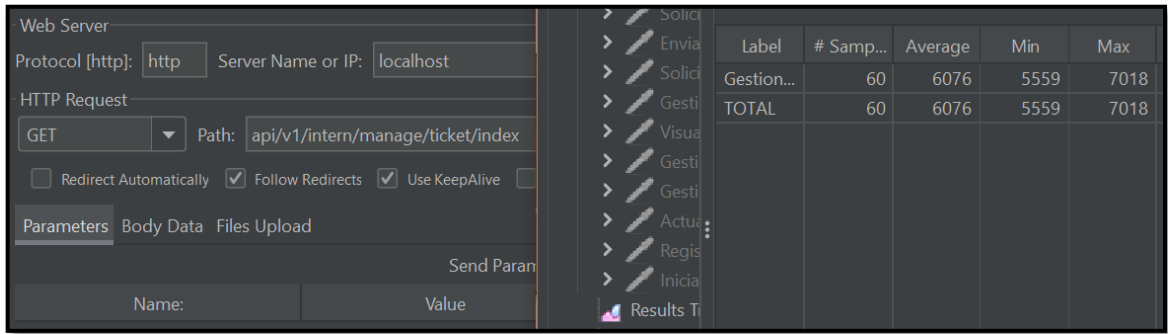 Web Server
Protocol [http]: http Server Name or IP: localhost
HTTP Request
GET Path: api/v1/intern/manage/ticket/index
Redirect Automatically Follow Redirects Use KeepAlive
Parameters Body Data Files Upload
Send Param
Name: Value
Solici
Envia
Solici
Gesti
Visua
Gesti
Gesti
Actua
Regis
Inicia
Results Tr
Label # Samp... Average Min Max
Gestion... 60 6076 5559 7018
TOTAL 60 6076 5559 7018